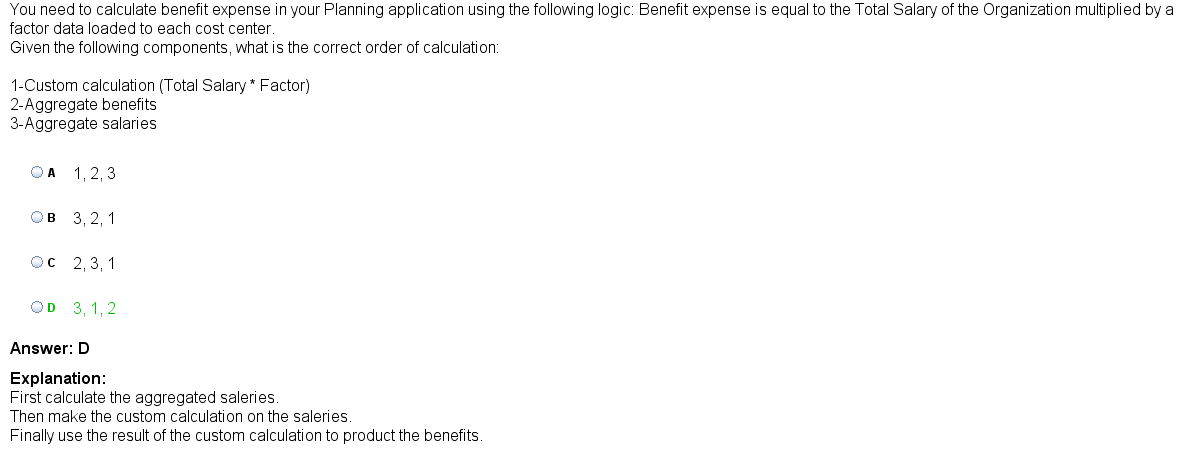 You need to calculate benefit expense in your Planning application using the following logic: Benefit expense is equal to the Total Salary of the Organization multiplied by a
factor data loaded to each cost center.
Given the following components, what is the correct order of calculation:
1-Custom calculation (Total Salary * Factor)
2-Aggregate benefits
3-Aggregate salaries
A 1, 2, 3
B 3, 2, 1
C 2, 3, 1
D 3, 1, 2
Answer: D
Explanation:
First calculate the aggregated saleries.
Then make the custom calculation on the saleries.
Finally use the result of the custom calculation to product the benefits.